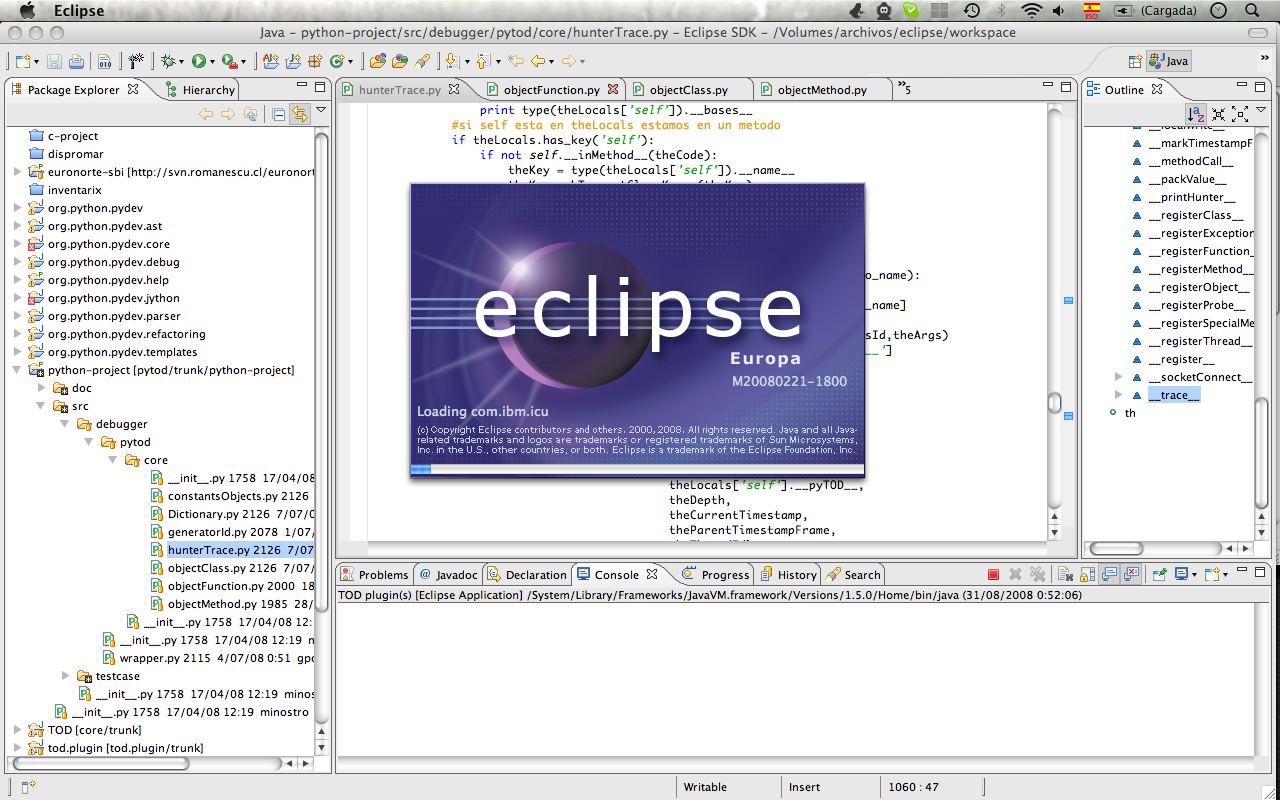 Eclipse
ISO
(Cargada)
Java - python-project/src/debugger/pytod/core/hunterTrace.py - Eclipse SDK - /Volumes/archivos/eclipse/workspace
Java
Package Explorer
Hierarchy
c-project
dispromar
euronorte-sbi [http://svn.romanescu.cl/euronort
inventarix
org.python.pydev
org.python.pydev.ast
org.python.pydev.core
org.python.pydev.debug
org.python.pydev.help
org.python.pydev.jython
org.python.pydev.parser
org.python.pydev.refactoring
org.python.pydev.templates
python-project [pytod/trunk/python-project]
doc
src
debugger
pytod
core
__init__.py 1758 17/04/08
constantsObjects.py 2126
Dictionary.py 2126 7/07/0
generatorId.py 2078 1/07/
hunterTrace.py 2126 7/07
objectClass.py 2126 7/07/
objectFunction.py 2000 18
objectMethod.py 1985 28/
__init__.py 1758 17/04/08 12:
__init__.py 1758 17/04/08 12:19 m
wrapper.py 2115 4/07/08 0:51 gpo
testcase
__init__.py 1758 17/04/08 12:19 minost
__init__.py 1758 17/04/08 12:19 minostro
TOD [core/trunk]
tod.plugin [tod.plugin/trunk]
hunterTrace.py
objectFunction.py
objectClass.py
objectMethod.py
»5
print type(theLocals['self']).__bases__
#si self esta en theLocals estamos en un metodo
if theLocals.has_key('self'):
if not self.__inMethod__(theCode):
theKey = type(theLocals['self']).__name__
o_name):
_name]
sId,theArgs)
__']
eclipse
Europa
M20080221-1800
Loading com.ibm.icu
(c) Copyright Eclipse contributors and others. 2000, 2008. All rights reserved. Java and all Java-
related trademarks and logos are trademarks or registered trademarks of Sun Microsystems,
Inc. in the U.S., other countries, or both. Eclipse is a trademark of the Eclipse Foundation, Inc.
theLocals['self'].__pyTOD__,
theDepth,
theCurrentTimestamp,
theParentTimestampFrame,
Outline
__markTimestampF
__methodCall__
__packValue__
__printHunter__
__registerClass__
__registerException
__registerFunction_
__registerMethod__
__registerObject__
__registerProbe__
__registerSpecialMe
__registerThread__
__register__
__socketConnect__
__trace__
th
Problems
@ Javadoc
Declaration
Console
Progress
History
Search
TOD plugin(s) [Eclipse Application] /System/Library/Frameworks/JavaVM.framework/Versions/1.5.0/Home/bin/java (31/08/2008 0:52:06)
Writable
Insert
1060 : 47